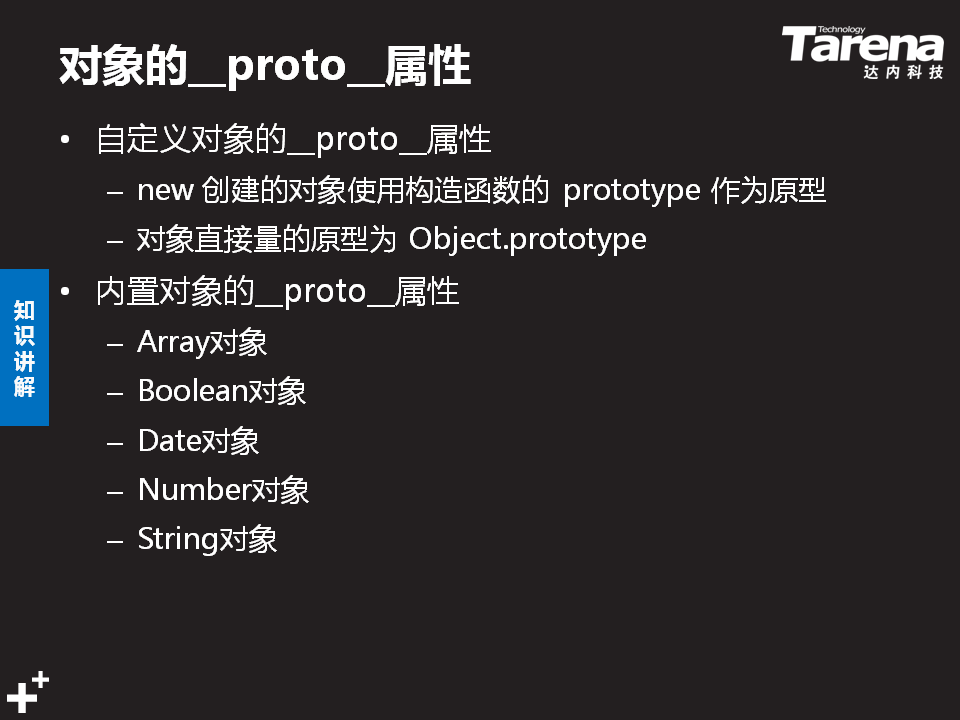 对象的__proto__属性
Technology
Tarena
达内科技
• 自定义对象的__proto__属性
– new 创建的对象使用构造函数的 prototype 作为原型
– 对象直接量的原型为 Object.prototype
• 内置对象的__proto__属性
– Array对象
– Boolean对象
– Date对象
– Number对象
– String对象
知识讲解